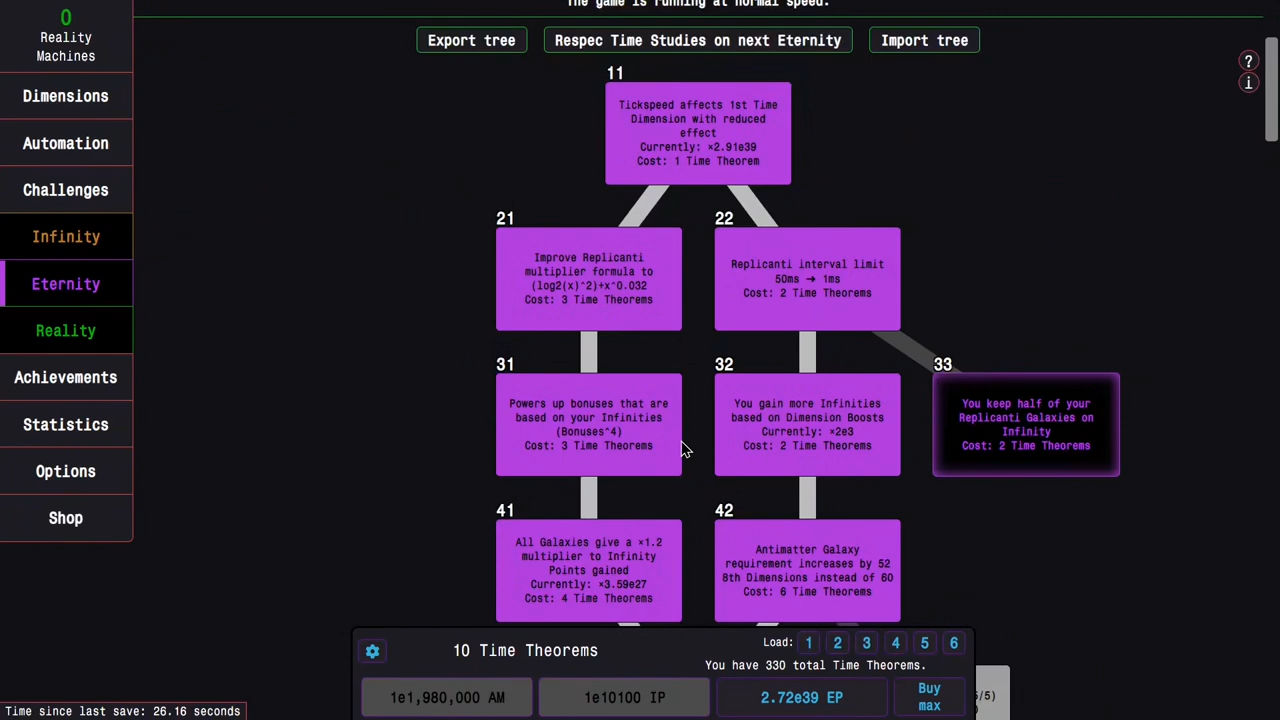 The game is running at normal speed.
0
Reality
Machines
Export tree
Respec Time Studies on next Eternity
Import tree
?
i
Dimensions
Automation
Challenges
Infinity
Eternity
Reality
Achievements
Statistics
Options
Shop
11
Tickspeed affects 1st Time
Dimension with reduced
effect
Currently: ×2.91e39
Cost: 1 Time Theorem
21
Improve Replicanti
multiplier formula to
(log2(x)^2)+x^0.032
Cost: 3 Time Theorems
22
Replicanti interval limit
50ms → 1ms
Cost: 2 Time Theorems
31
Powers up bonuses that are
based on your Infinities
(Bonuses^4)
Cost: 3 Time Theorems
32
You gain more Infinities
based on Dimension Boosts
Currently: ×2e3
Cost: 2 Time Theorems
33
You keep half of your
Replicanti Galaxies on
Infinity
Cost: 2 Time Theorems
41
All Galaxies give a ×1.2
multiplier to Infinity
Points gained
Currently: ×3.59e27
Cost: 4 Time Theorems
42
Antimatter Galaxy
requirement increases by 52
8th Dimensions instead of 60
Cost: 6 Time Theorems
10 Time Theorems
Load: 1 2 3 4 5 6
You have 330 total Time Theorems.
1e1,980,000 AM
1e10100 IP
2.72e39 EP
Buy
max
/5)
Time since last save: 26.16 seconds